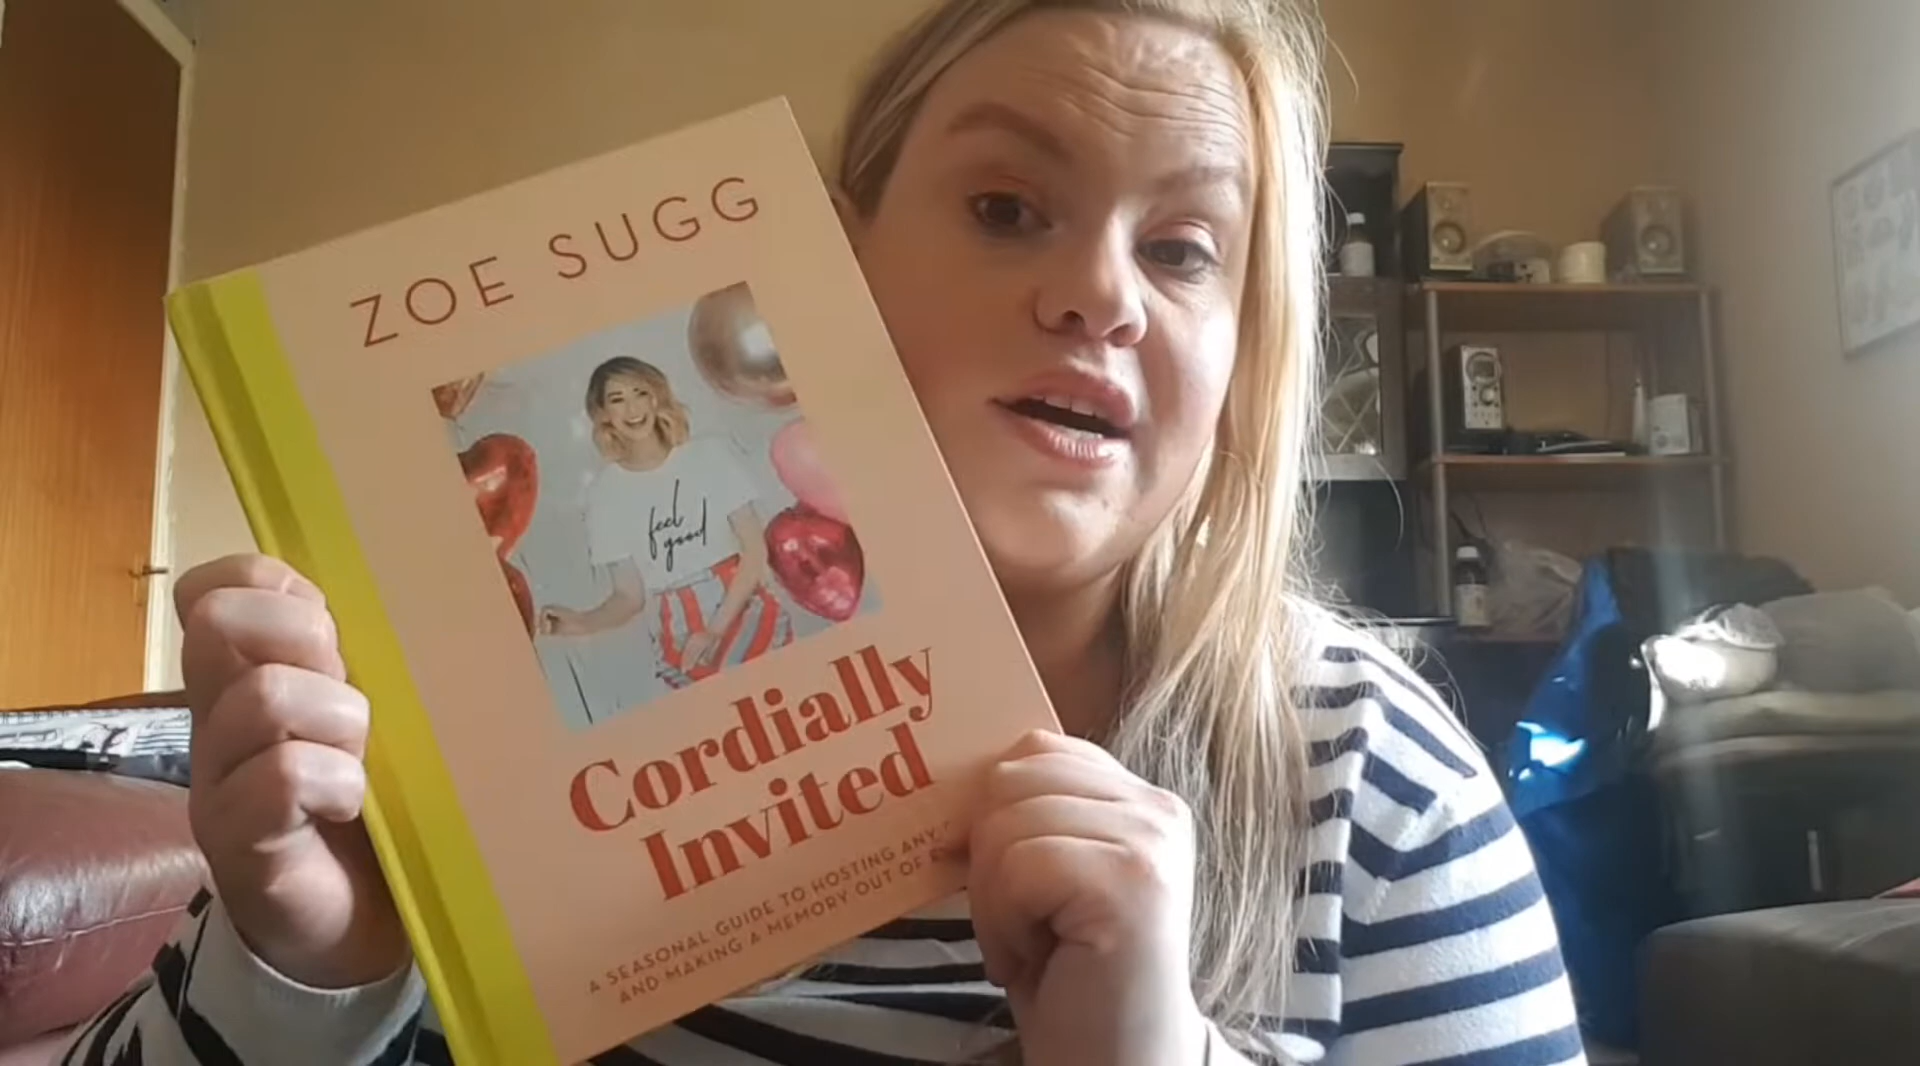 ZOE SUGG
feel
good
Cordially
Invited
A SEASONAL GUIDE TO HOSTING ANY
AND MAKING A MEMORY OUT OF